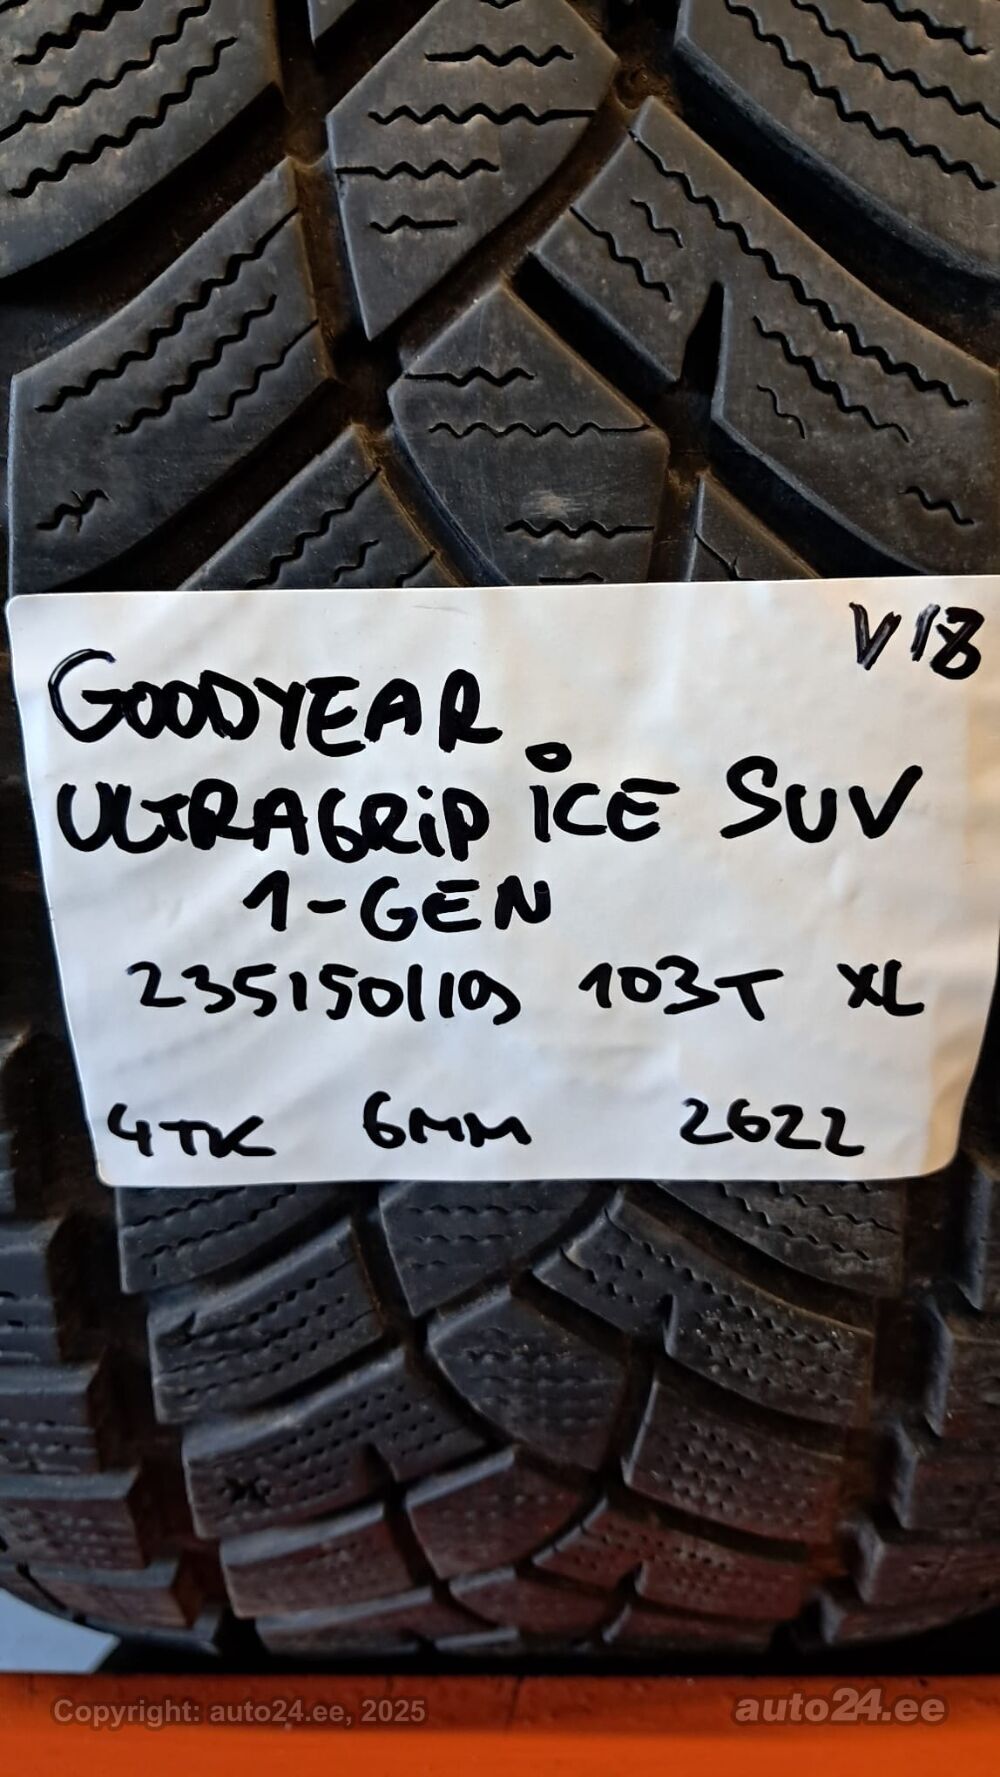 V18
GOODYEAR
ULTRAGRiP iCE SUV
1-GEN
235/50/19 103T XL
4TK 6MM 2622
Copyright: auto24.ee, 2025
auto24.ee